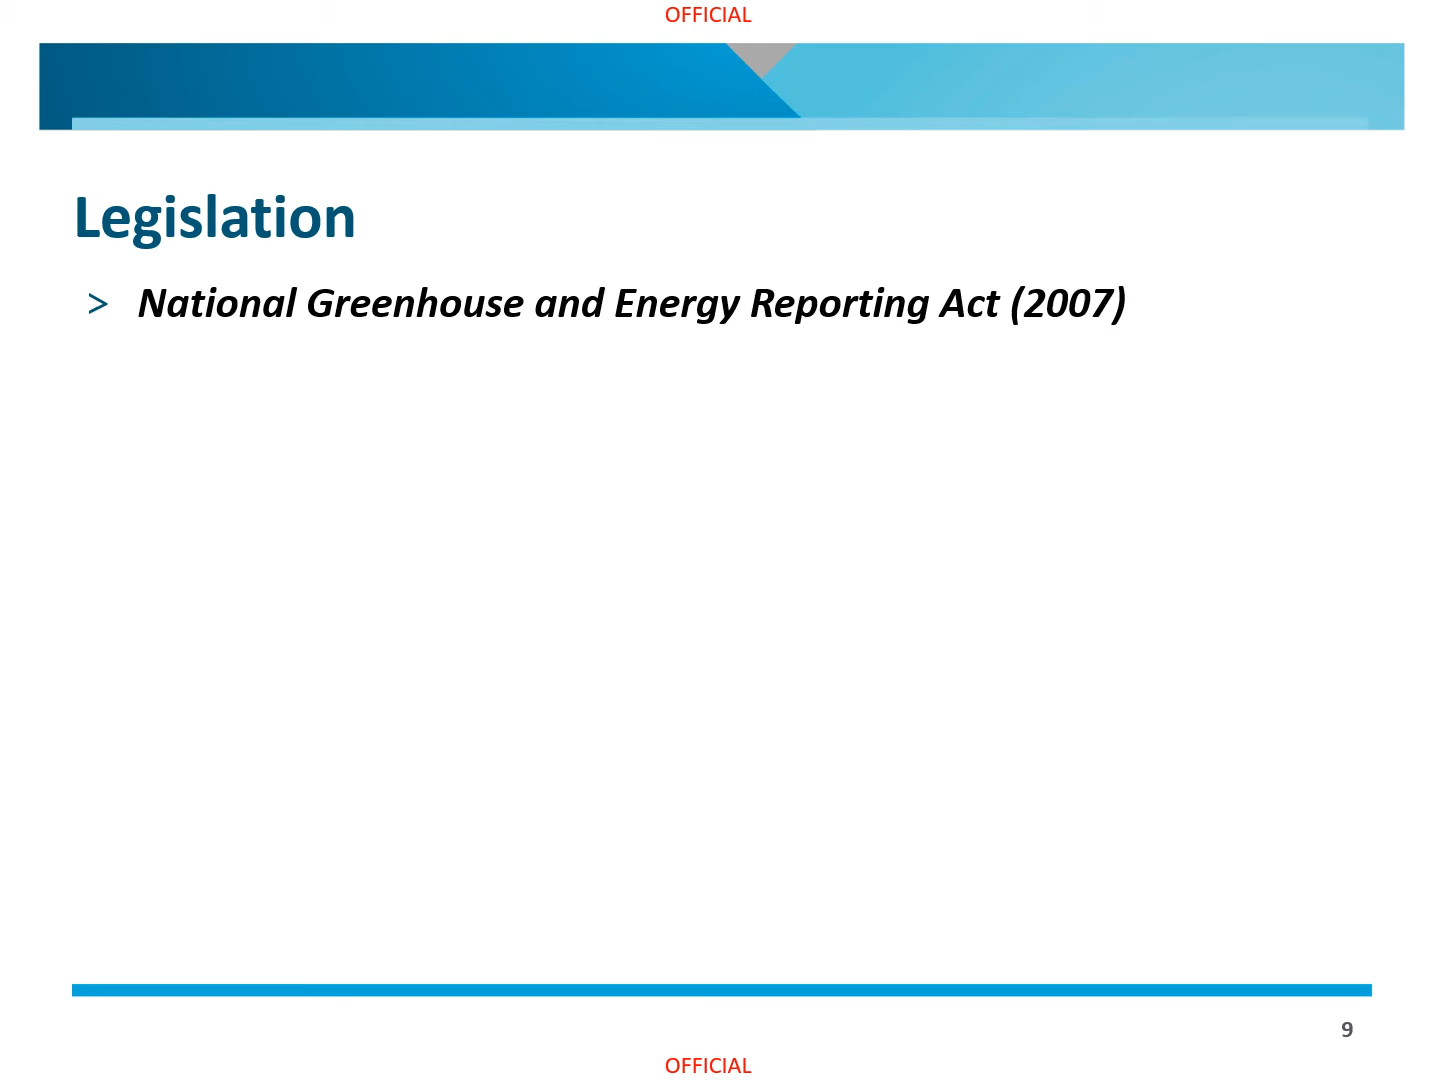 OFFICIAL
Legislation
> National Greenhouse and Energy Reporting Act (2007)
9
OFFICIAL